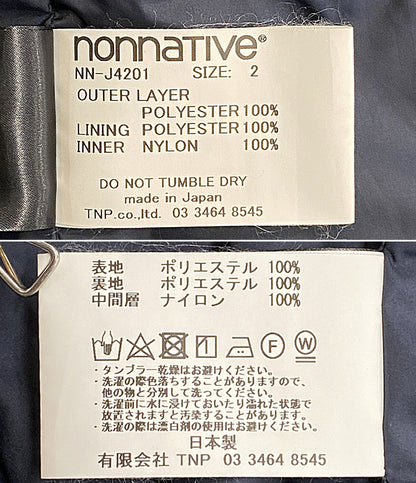 nonnative®
NN-J4201 SIZE: 2
OUTER LAYER
POLYESTER 100%
LINING POLYESTER 100%
INNER NYLON 100%
DO NOT TUMBLE DRY
made in Japan
TNP.co.,ltd. 03 3464 8545
表地 ポリエステル 100%
裏地 ポリエステル 100%
中間層 ナイロン 100%
F W
・タンブラー乾燥はお避けください。
・洗濯の際色落ちすることがありますので、
他の物と分別して洗ってください。
・洗濯前に水に浸けておいたり濡れた状態で
放置されますと汚染することがあります。
・洗濯の際は漂白剤の使用はお避けください。
日本製
有限会社 TNP 03 3464 8545